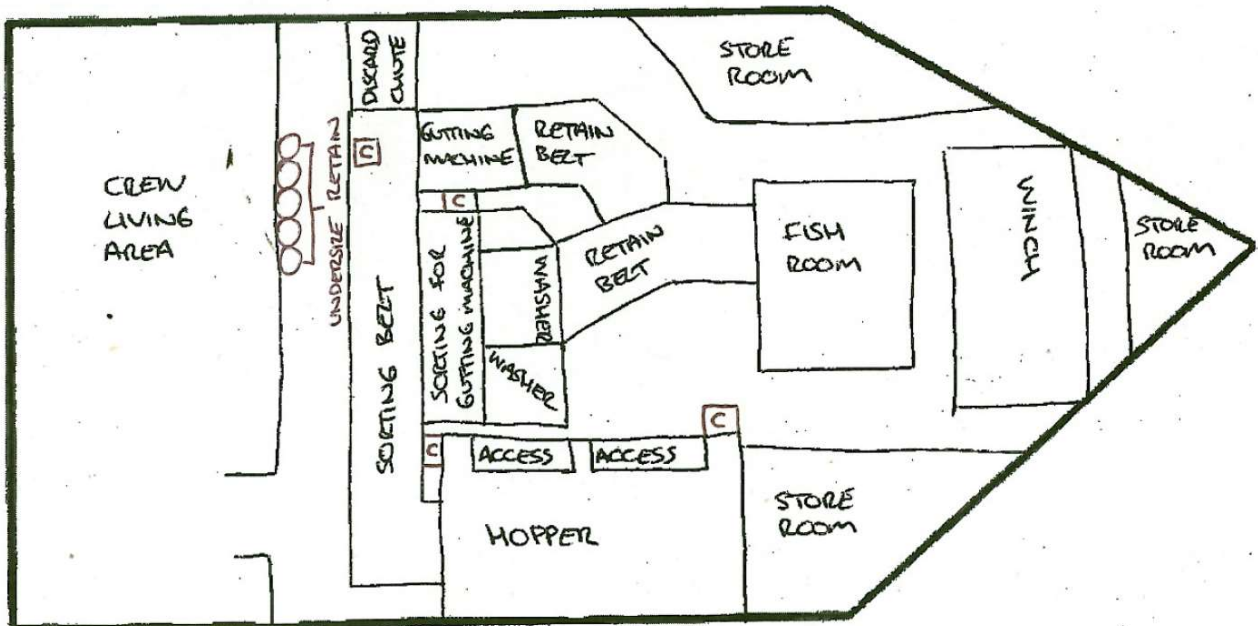 DISCARD
CHUTE
STORE
ROOM
GUTTING
MACHINE
RETAIN
BELT
C
UNDERSIZE RETAIN
CREW
LIVING
AREA
C
SORTING BELT
SORTING FOR
GUTTING MACHINE
WASHER
WASHER
RETAIN
BELT
FISH
ROOM
WINCH
STORE
ROOM
C
C
ACCESS
ACCESS
HOPPER
STORE
ROOM